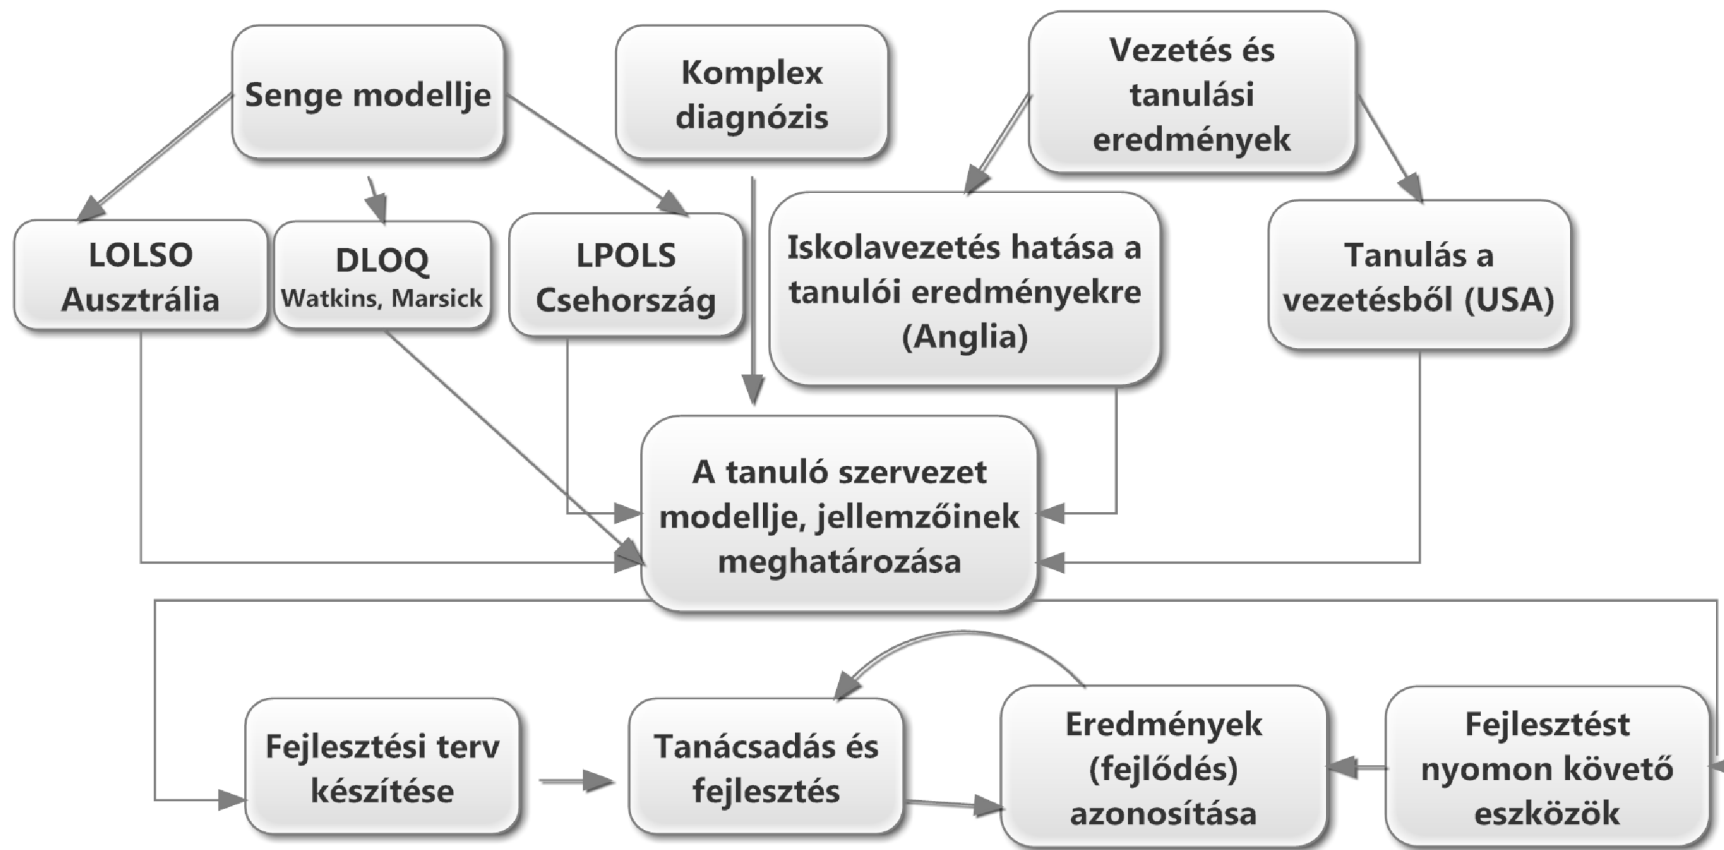 Senge modellje
Komplex
diagnózis
Vezetés és
tanulási
eredmények
LOLSO
Ausztrália
DLOQ
Watkins, Marsick
LPOLS
Csehország
Iskolavezetés hatása a
tanulói eredményekre
(Anglia)
Tanulás a
vezetésből (USA)
A tanuló szervezet
modellje, jellemzőinek
meghatározása
Fejlesztési terv
készítése
Tanácsadás és
fejlesztés
Eredmények
(fejlődés)
azonosítása
Fejlesztést
nyomon követő
eszközök